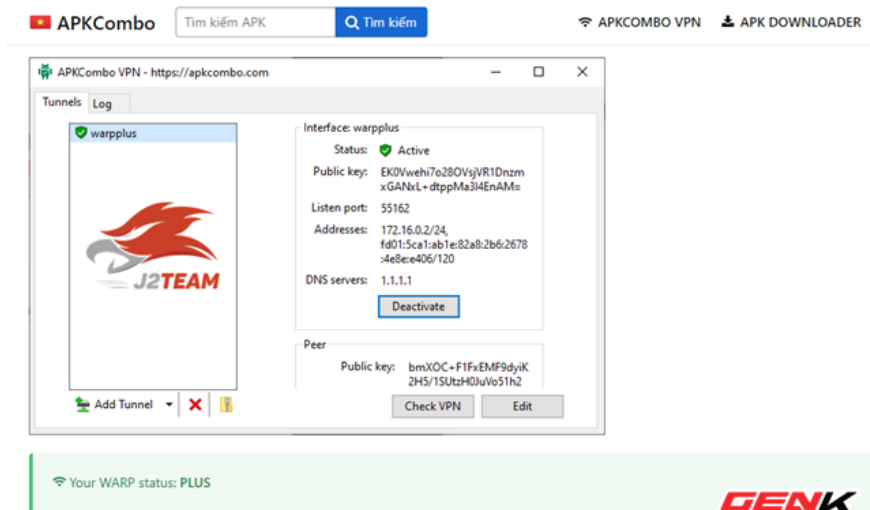 APKCombo
Tìm kiếm APK
Tìm kiếm
APKCOMBO VPN
APK DOWNLOADER
APKCombo VPN - https://apkcombo.com
Tunnels
Log
warpplus
J2TEAM
Interface: warpplus
Status: Active
Public key: EK0Vwehi7o28OVsjVR1Dnzm
xGANxL+dtppMa3l4EnAM=
Listen port: 55162
Addresses: 172.16.0.2/24,
fd01:5ca1:ab1e:82a8:2b6:2678
:4e8e:e406/120
DNS servers: 1.1.1.1
Deactivate
Peer
Public key: bmXOC+F1FxEMF9dyiK
2H5/1SUtzH0JuVo51h2
Add Tunnel
Check VPN
Edit
Your WARP status: PLUS
GENK